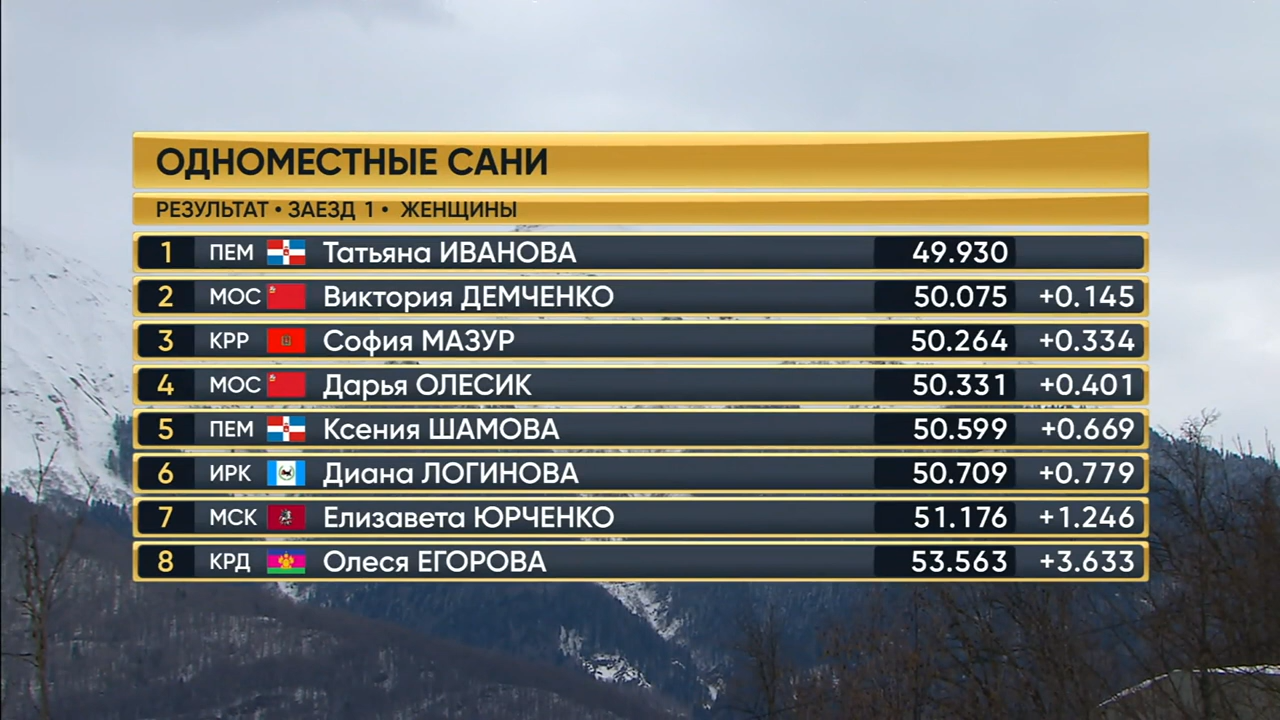 ОДНОМЕСТНЫЕ САНИ
РЕЗУЛЬТАТ • ЗАЕЗД 1 • ЖЕНЩИНЫ
1 ПЕМ Татьяна ИВАНОВА 49.930
2 МОС Виктория ДЕМЧЕНКО 50.075 +0.145
3 КРР София МАЗУР 50.264 +0.334
4 МОС Дарья ОЛЕСИК 50.331 +0.401
5 ПЕМ Ксения ШАМОВА 50.599 +0.669
6 ИРК Диана ЛОГИНОВА 50.709 +0.779
7 МСК Елизавета ЮРЧЕНКО 51.176 +1.246
8 КРД Олеся ЕГОРОВА 53.563 +3.633